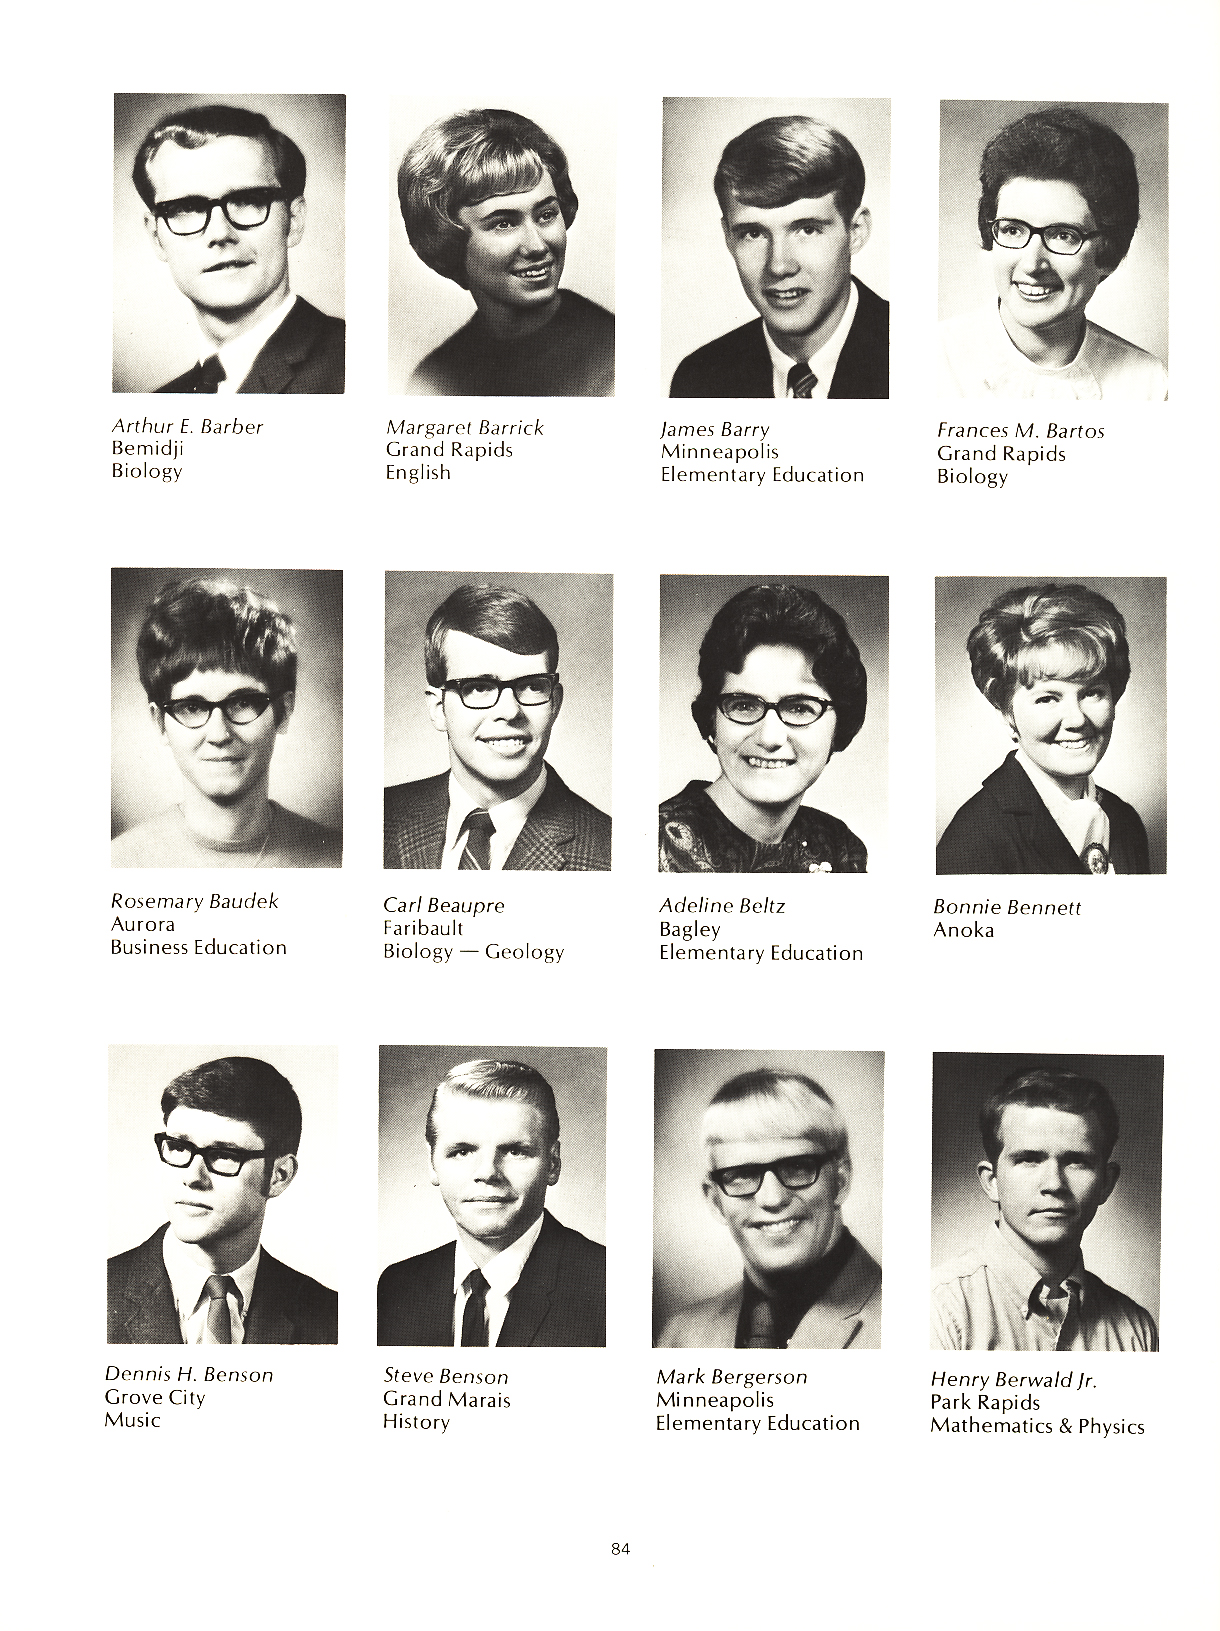 Arthur E. Barber
Bemidji
Biology
Margaret Barrick
Grand Rapids
English
James Barry
Minneapolis
Elementary Education
Frances M. Bartos
Grand Rapids
Biology
Rosemary Baudek
Aurora
Business Education
Carl Beaupre
Faribault
Biology — Geology
Adeline Beltz
Bagley
Elementary Education
Bonnie Bennett
Anoka
Dennis H. Benson
Grove City
Music
Steve Benson
Grand Marais
History
Mark Bergerson
Minneapolis
Elementary Education
Henry Berwald Jr.
Park Rapids
Mathematics & Physics
84